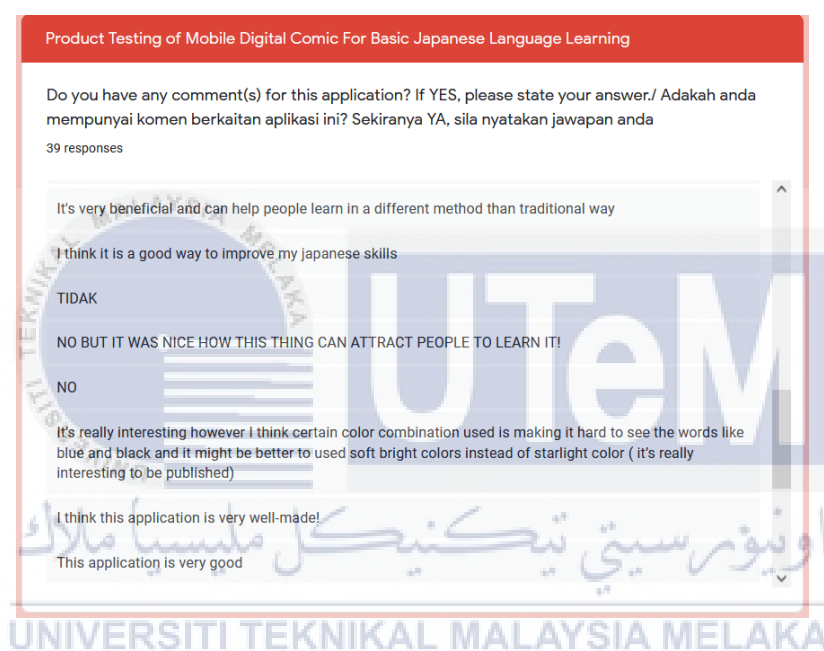 Product Testing of Mobile Digital Comic For Basic Japanese Language Learning
Do you have any comment(s) for this application? If YES, please state your answer./ Adakah anda
mempunyai komen berkaitan aplikasi ini? Sekiranya YA, sila nyatakan jawapan anda
39 responses
It's very beneficial and can help people learn in a different method than traditional way
I think it is a good way to improve my japanese skills
TIDAK
NO BUT IT WAS NICE HOW THIS THING CAN ATTRACT PEOPLE TO LEARN IT!
NO
It's really interesting however I think certain color combination used is making it hard to see the words like
blue and black and it might be better to used soft bright colors instead of starlight color ( it's really
interesting to be published)
I think this application is very well-made!
This application is very good
UTeM
اونيۏرسيتي تيكنيكل مليسيا ملاك
UNIVERSITI TEKNIKAL MALAYSIA MELAKA